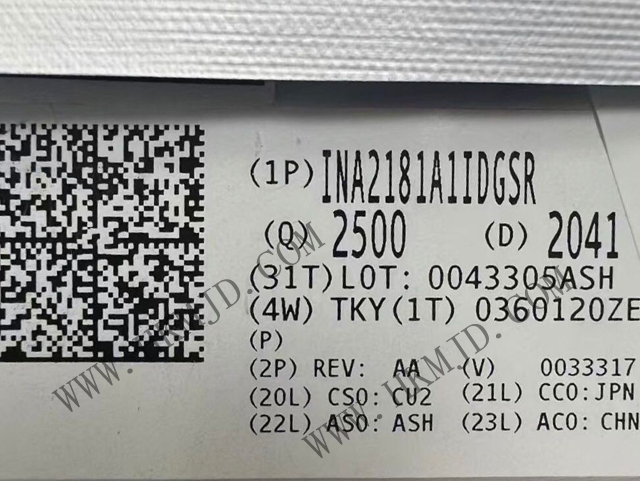 (1P) INA2181A1IDGSR
(Q) 2500 (D) 2041
(31T)LOT: 0043305ASH
(4W) TKY(1T) 0360120ZE
(P)
(2P) REV: AA (V) 0033317
(20L) CSO: CU2 (21L) CCO:JPN
(22L) ASO: ASH (23L) ACO: CHN
WWW.HKMJD.COM
WWW.HKMJD.COM